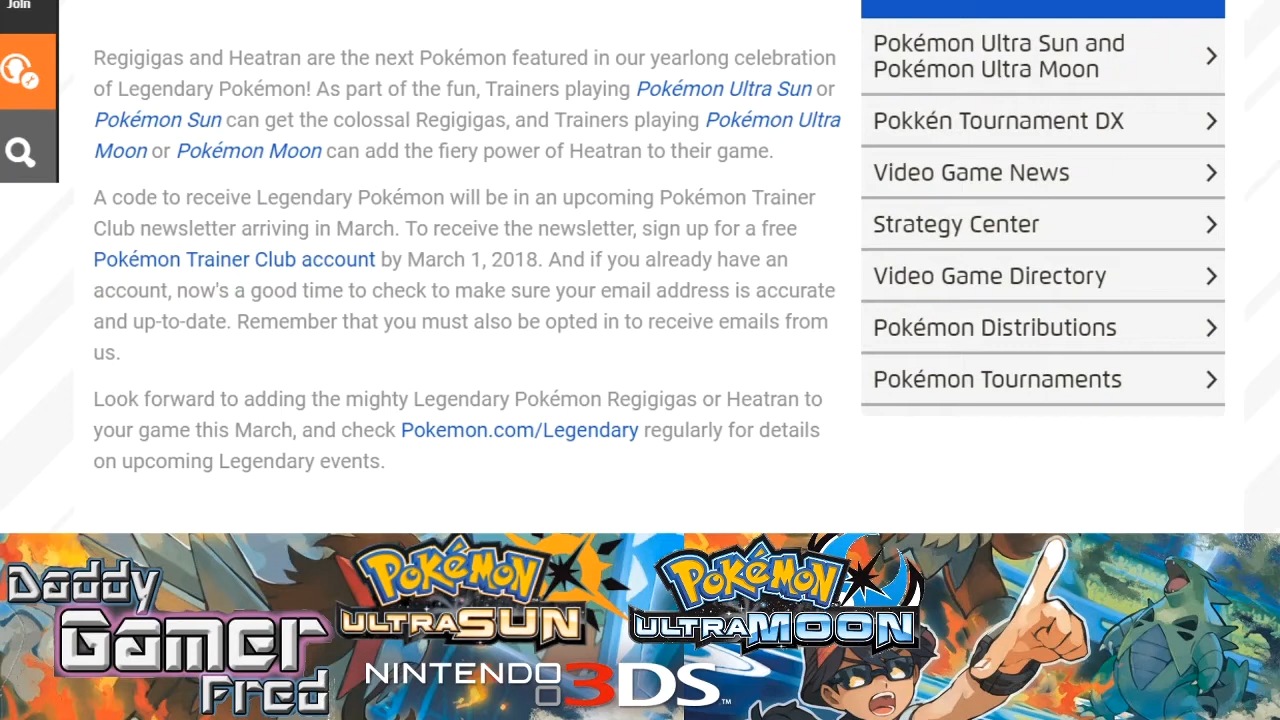 Join
Regigigas and Heatran are the next Pokémon featured in our yearlong celebration
of Legendary Pokémon! As part of the fun, Trainers playing Pokémon Ultra Sun or
Pokémon Sun can get the colossal Regigigas, and Trainers playing Pokémon Ultra
Moon or Pokémon Moon can add the fiery power of Heatran to their game.
A code to receive Legendary Pokémon will be in an upcoming Pokémon Trainer
Club newsletter arriving in March. To receive the newsletter, sign up for a free
Pokémon Trainer Club account by March 1, 2018. And if you already have an
account, now's a good time to check to make sure your email address is accurate
and up-to-date. Remember that you must also be opted in to receive emails from
us.
Look forward to adding the mighty Legendary Pokémon Regigigas or Heatran to
your game this March, and check Pokemon.com/Legendary regularly for details
on upcoming Legendary events.
Pokémon Ultra Sun and
Pokémon Ultra Moon
Pokkén Tournament DX
Video Game News
Strategy Center
Video Game Directory
Pokémon Distributions
Pokémon Tournaments
Daddy
Gamer
Fred
Pokémon
ULTRA SUN
Pokémon
ULTRA MOON
NINTENDO 3DS™